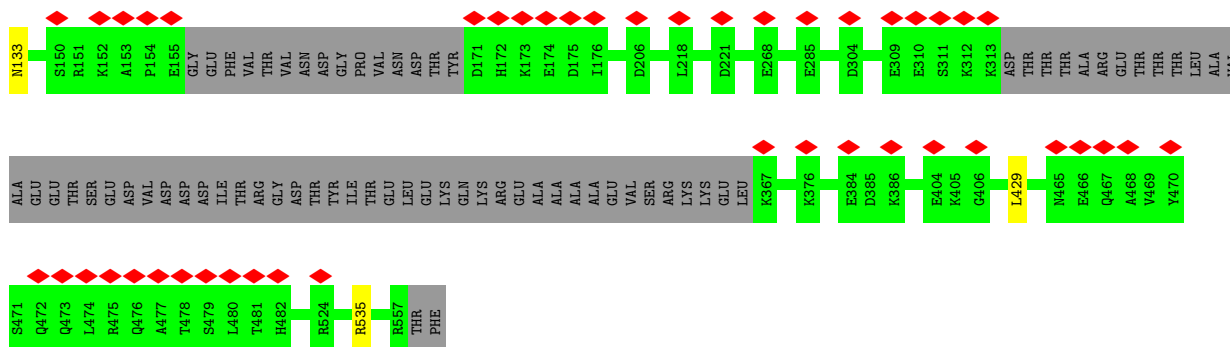 N133 S150 R151 K152 A153 P154 E155 GLY GLU PHE VAL THR VAL ASN ASP GLY PRO VAL ASN ASP THR TYR D171 H172 K173 E174 D175 I176 D206 L218 D221 E268 E285 D304 E309 E310 S311 K312 K313 ASP THR THR THR ALA ARG GLU THR THR THR LEU ALA VAL
ALA GLU GLU THR SER GLU ASP VAL ASP ASP ASP ILE THR ARG GLY ASP THR TYR ILE THR GLU LEU GLU LYS GLN LYS ARG GLU ALA ALA ALA ALA GLU VAL SER ARG LYS LYS GLU LEU K367 K376 E384 D385 K386 E404 K405 G406 L429 N465 E466 Q467 A468 V469 Y470
S471 Q472 Q473 L474 R475 Q476 A477 T478 S479 L480 T481 H482 R524 R535 R557 THR PHE